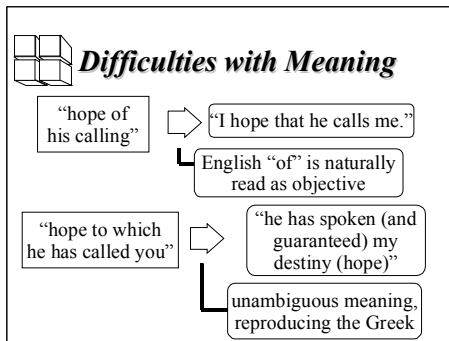 Difficulties with Meaning
“hope of
his calling”
“I hope that he calls me.”
English “of” is naturally
read as objective
“hope to which
he has called you”
“he has spoken (and
guaranteed) my
destiny (hope)”
unambiguous meaning,
reproducing the Greek